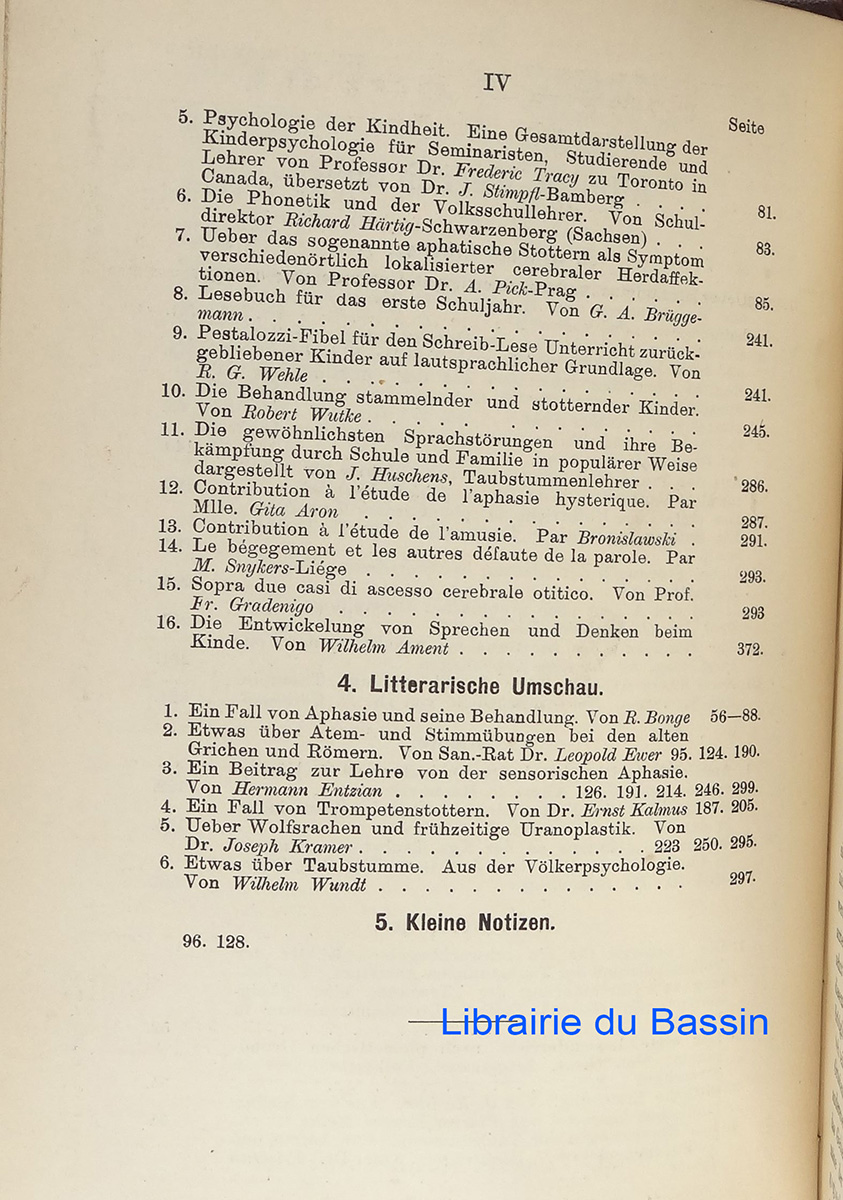 IV
Seite
5. Psychologie der Kindheit. Eine Gesamtdarstellung der
Kinderpsychologie für Seminaristen, Studierende und
Lehrer von Professor Dr. Frederic Tracy zu Toronto in
Canada, übersetzt von Dr. J. Stimpfl-Bamberg . . . . 81.
6. Die Phonetik und der Volksschullehrer. Von Schul-
direktor Richard Härtig-Schwarzenberg (Sachsen) . . . 83.
7. Ueber das sogenannte aphatische Stottern als Symptom
verschiedenörtlich lokalisierter cerebraler Herdaffek-
tionen. Von Professor Dr. A. Pick-Prag . . . . . . 85.
8. Lesebuch für das erste Schuljahr. Von G. A. Brügge-
mann . . . . . . . . . . . . . . . . 241.
9. Pestalozzi-Fibel für den Schreib-Lese Unterricht zurück-
gebliebener Kinder auf lautsprachlicher Grundlage. Von
R. G. Wehle . . . . . . . . . . . . . . 241.
10. Die Behandlung stammelnder und stotternder Kinder.
Von Robert Wutke . . . . . . . . . . . . 245.
11. Die gewöhnlichsten Sprachstörungen und ihre Be-
kämpfung durch Schule und Familie in populärer Weise
dargestellt von J. Huschens, Taubstummenlehrer . . . 286.
12. Contribution à l'étude de l'aphasie hysterique. Par
Mlle. Gita Aron . . . . . . . . . . . . . 287.
13. Contribution à l'étude de l'amusie. Par Bronislawski . 291.
14. Le bégegement et les autres défaute de la parole. Par
M. Snykers-Liége . . . . . . . . . . . . . 293.
15. Sopra due casi di ascesso cerebrale otitico. Von Prof.
Fr. Gradenigo . . . . . . . . . . . . . . 293
16. Die Entwickelung von Sprechen und Denken beim
Kinde. Von Wilhelm Ament . . . . . . . . . . 372.
4. Litterarische Umschau.
1. Ein Fall von Aphasie und seine Behandlung. Von R. Bonge 56—88.
2. Etwas über Atem- und Stimmübungen bei den alten
Grichen und Römern. Von San.-Rat Dr. Leopold Ewer 95. 124. 190.
3. Ein Beitrag zur Lehre von der sensorischen Aphasie.
Von Hermann Entzian . . . . . . . . 126. 191. 214. 246. 299.
4. Ein Fall von Trompetenstottern. Von Dr. Ernst Kalmus 187. 205.
5. Ueber Wolfsrachen und frühzeitige Uranoplastik. Von
Dr. Joseph Kramer . . . . . . . . . . . . . 223 250. 295.
6. Etwas über Taubstumme. Aus der Völkerpsychologie.
Von Wilhelm Wundt . . . . . . . . . . . . . . 297.
5. Kleine Notizen.
96. 128.
Librairie du Bassin